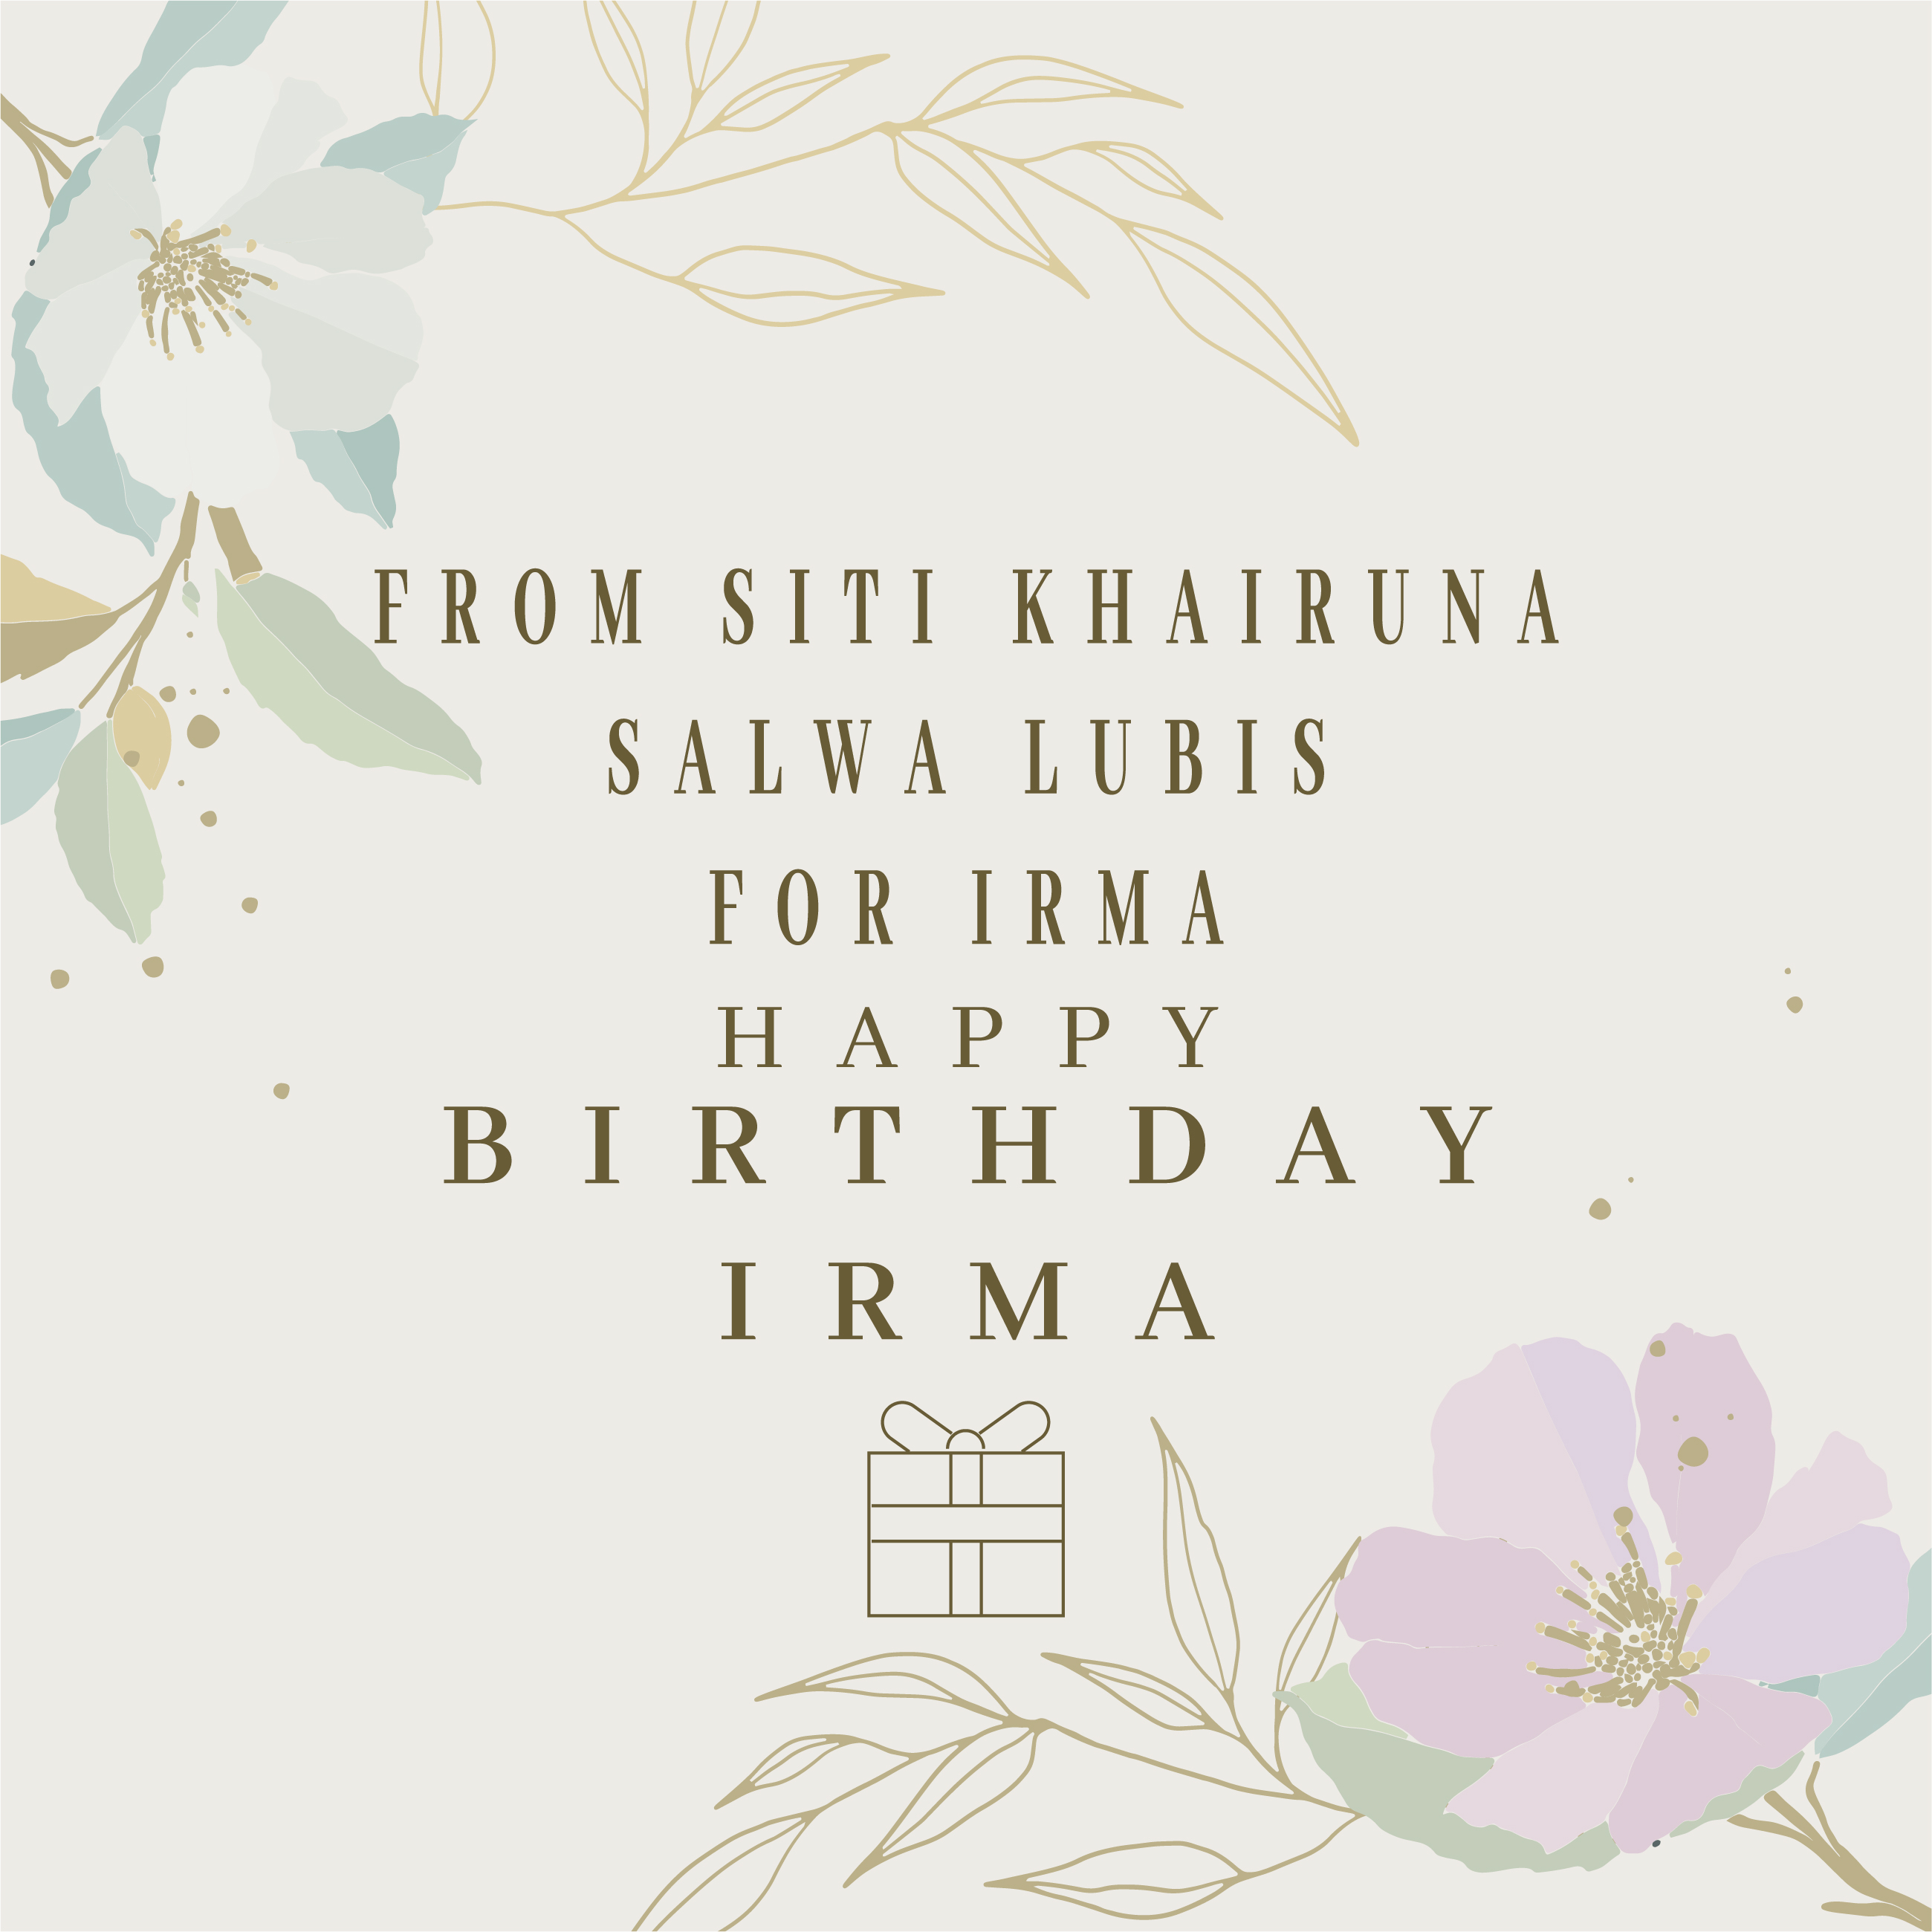 FROM SITI KHAIRUNA
SALWA LUBIS
FOR IRMA
HAPPY
BIRTHDAY
IRMA